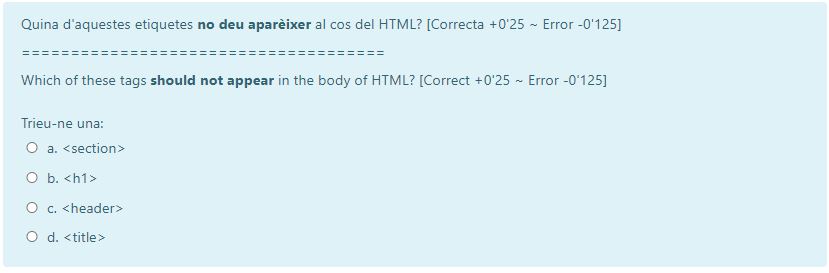 Quina d'aquestes etiquetes no deu aparèixer al cos del HTML? [Correcta +0'25 ~ Error -0'125]
=====================================
Which of these tags should not appear in the body of HTML? [Correct +0'25 ~ Error -0'125]
Trieu-ne una:
a. <section>
b. <h1>
c. <header>
d. <title>